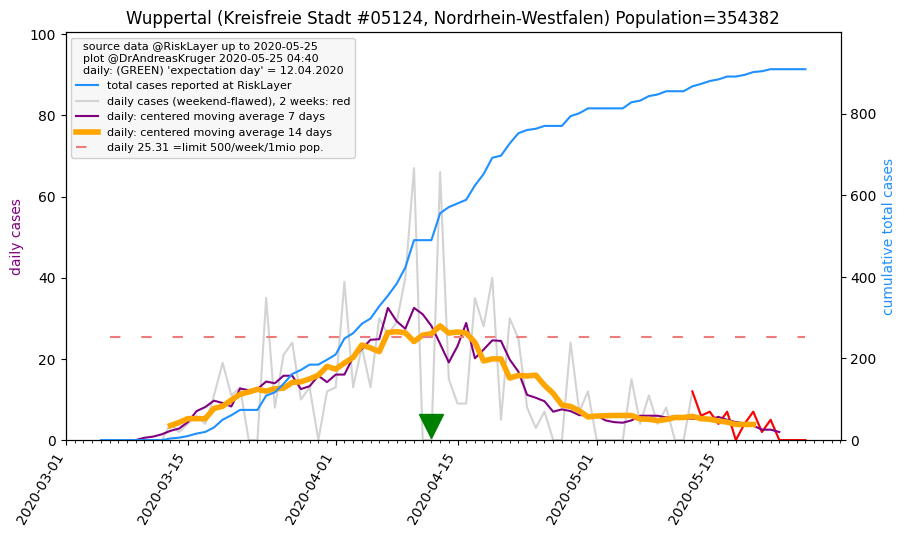 Wuppertal (Kreisfreie Stadt #05124, Nordrhein-Westfalen) Population=354382
source data @RiskLayer up to 2020-05-25
plot @DrAndreasKruger 2020-05-25 04:40
daily: (GREEN) 'expectation day' = 12.04.2020
total cases reported at RiskLayer
daily cases (weekend-flawed), 2 weeks: red
daily: centered moving average 7 days
daily: centered moving average 14 days
daily 25.31 =limit 500/week/1mio pop.
100
80
60
40
20
0
daily cases
800
600
400
200
0
cumulative total cases
2020-03-01
2020-03-15
2020-04-01
2020-04-15
2020-05-01
2020-05-15